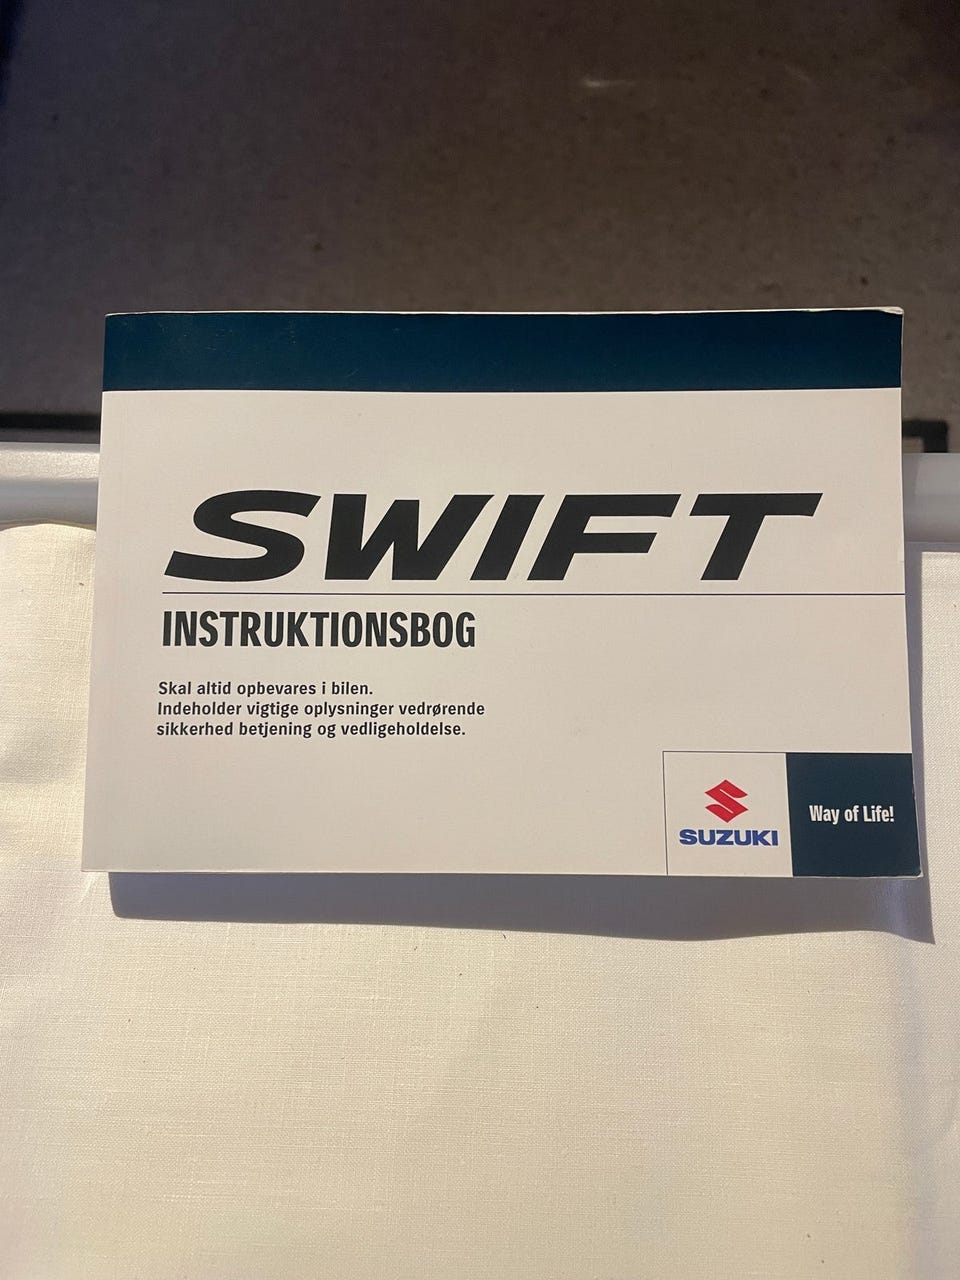 SWIFT
INSTRUKTIONSBOG
Skal altid opbevares i bilen.
Indeholder vigtige oplysninger vedrørende
sikkerhed betjening og vedligeholdelse.
SUZUKI
Way of Life!